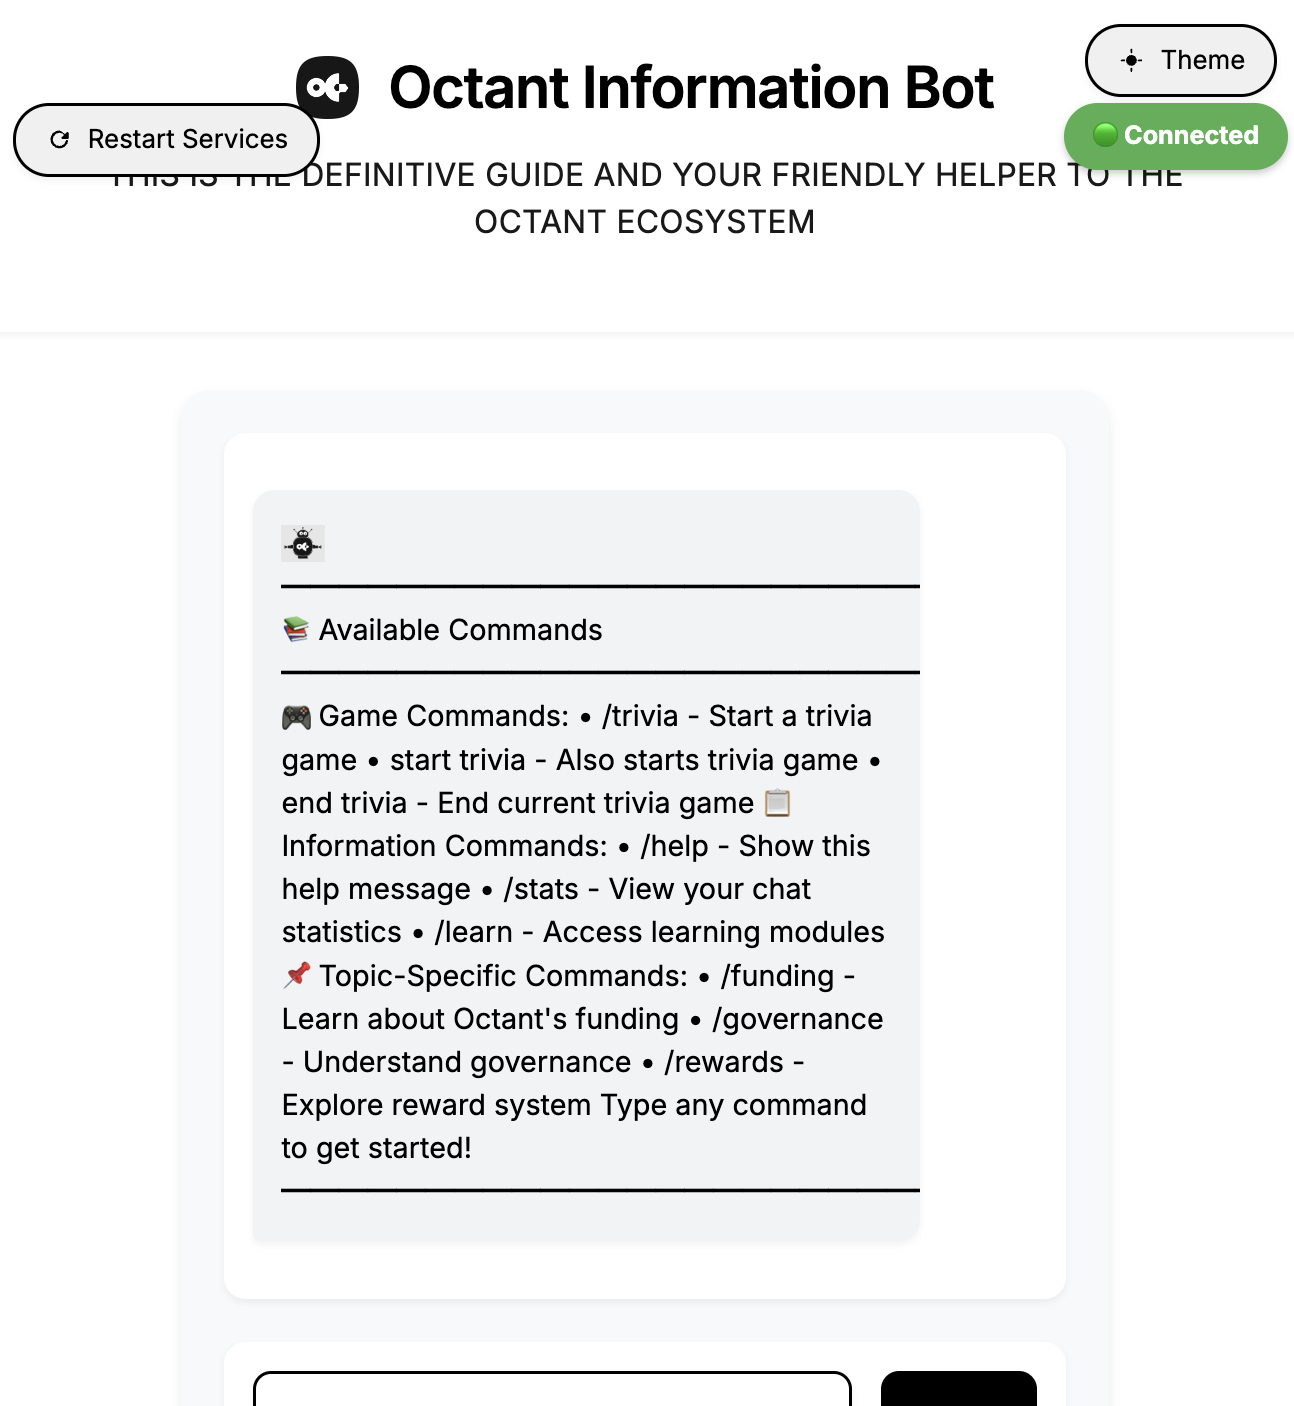 Octant Information Bot
Theme
Restart Services
Connected
THIS IS THE DEFINITIVE GUIDE AND YOUR FRIENDLY HELPER TO THE
OCTANT ECOSYSTEM
Available Commands
Game Commands: • /trivia - Start a trivia
game • start trivia - Also starts trivia game •
end trivia - End current trivia game
Information Commands: • /help - Show this
help message • /stats - View your chat
statistics • /learn - Access learning modules
Topic-Specific Commands: • /funding -
Learn about Octant's funding • /governance
- Understand governance • /rewards -
Explore reward system Type any command
to get started!